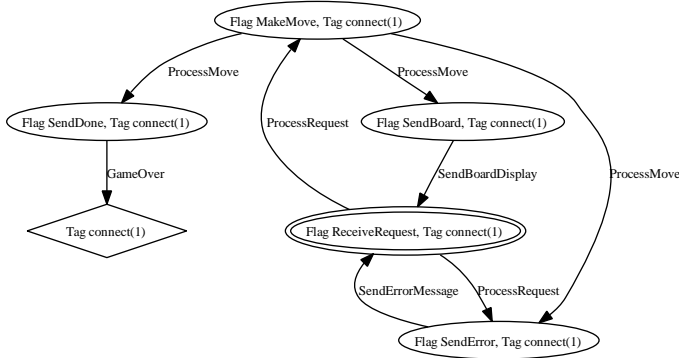 Flag MakeMove, Tag connect(1)
ProcessMove
ProcessMove
Flag SendDone, Tag connect(1)
ProcessRequest
Flag SendBoard, Tag connect(1)
GameOver
SendBoardDisplay
ProcessMove
Tag connect(1)
Flag ReceiveRequest, Tag connect(1)
SendErrorMessage
ProcessRequest
Flag SendError, Tag connect(1)